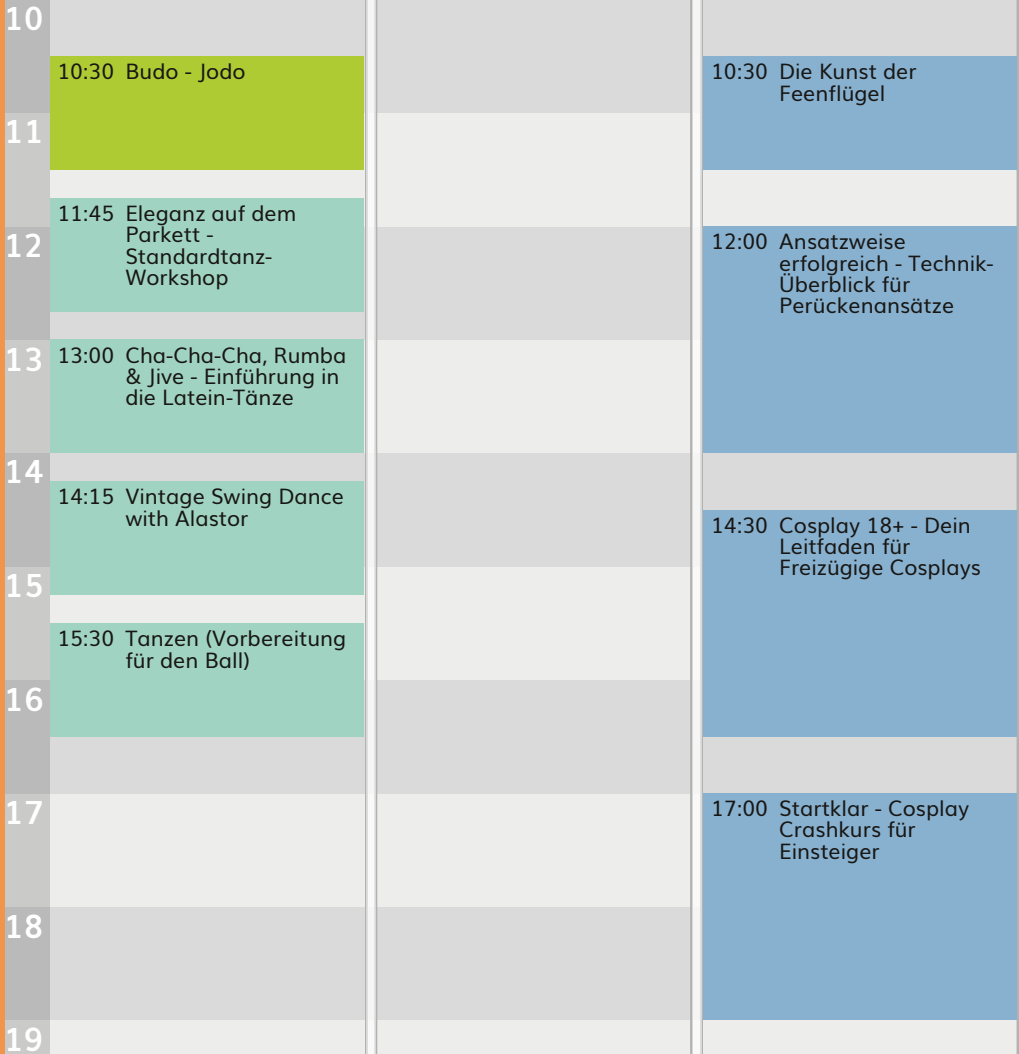 10
11
12
13
14
15
16
17
18
19
10:30 Budo - Jodo
11:45 Eleganz auf dem
Parkett -
Standardtanz-
Workshop
13:00 Cha-Cha-Cha, Rumba
& Jive - Einführung in
die Latein-Tänze
14:15 Vintage Swing Dance
with Alastor
15:30 Tanzen (Vorbereitung
für den Ball)
10:30 Die Kunst der
Feenflügel
12:00 Ansatzweise
erfolgreich - Technik-
Überblick für
Perückenansätze
14:30 Cosplay 18+ - Dein
Leitfaden für
Freizügige Cosplays
17:00 Startklar - Cosplay
Crashkurs für
Einsteiger